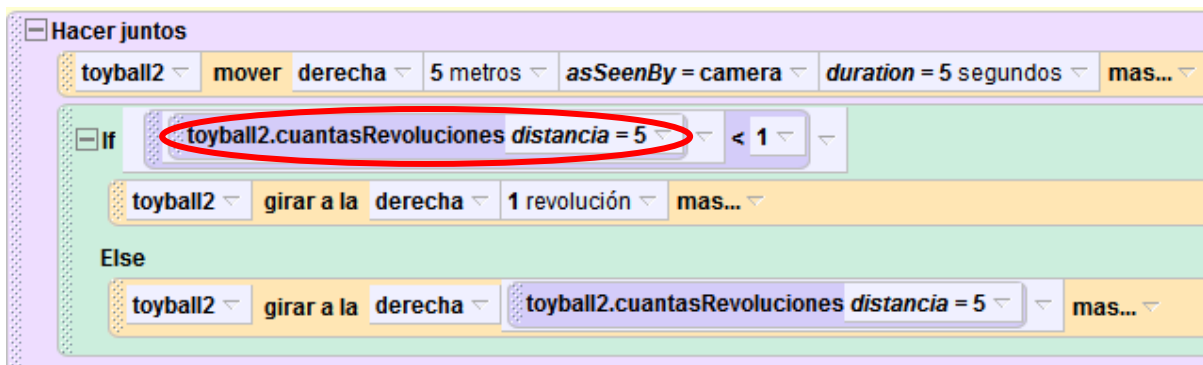 Hacer juntos
toyball2 mover derecha 5 metros asSeenBy = camera duration = 5 segundos mas...
If toyball2.cuantasRevoluciones distancia = 5 < 1
toyball2 girar a la derecha 1 revolución mas...
Else
toyball2 girar a la derecha toyball2.cuantasRevoluciones distancia = 5 mas...